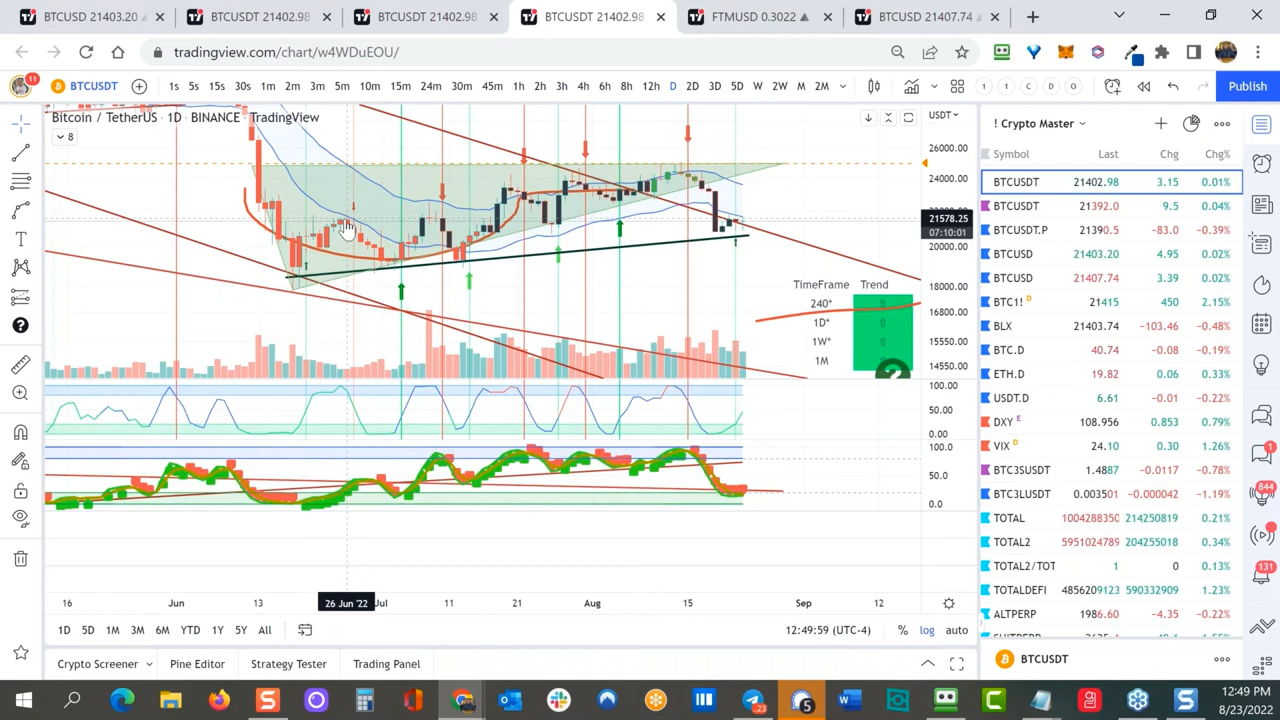 BTCUSD 21403.20
BTCUSDT 21402.98
BTCUSDT 21402.98
BTCUSDT 21402.98
FTMUSD 0.3022
BTCUSD 21407.74
tradingview.com/chart/w4WDuEOU/
11
BTCUSDT
1s 5s 15s 30s 1m 2m 3m 5m 10m 15m 24m 30m 45m 1h 2h 3h 4h 6h 8h 12h D 2D 3D 5D W 2W M 2M
1 1 C D O
Publish
Bitcoin / TetherUS · 1D · BINANCE · TradingView
8
USDT
26000.00
24000.00
21578.25
07:10:01
20000.00
18000.00
16800.00
15550.00
14550.00
TimeFrame Trend
240*
1D*
1W*
1M
?
100.00
50.00
0.00
100.0
50.0
0.0
16 Jun 13 26 Jun '22 Jul 11 21 Aug 15 Sep 12
1D 5D 1M 3M 6M YTD 1Y 5Y All
12:49:59 (UTC-4)
% log auto
Crypto Screener
Pine Editor
Strategy Tester
Trading Panel
! Crypto Master
Symbol Last Chg Chg%
BTCUSDT 21402.98 3.15 0.01%
BTCUSDT 21392.0 9.5 0.04%
BTCUSDT.P 21390.5 −83.0 −0.39%
BTCUSD 21403.20 4.95 0.02%
BTCUSD 21407.74 3.39 0.02%
BTC1! D 21415 450 2.15%
BLX 21403.74 −103.46 −0.48%
BTC.D 40.74 −0.08 −0.19%
ETH.D 19.82 0.06 0.33%
USDT.D 6.61 −0.01 −0.22%
DXY E 108.956 0.853 0.79%
VIX D 24.10 0.30 1.26%
BTC3SUSDT 1.4887 −0.0117 −0.78%
BTC3LUSDT 0.003501 −0.000042 −1.19%
TOTAL 1004288350 214250819 0.21%
TOTAL2 5951024789 204255018 0.34%
TOTAL2/TOT 1 0 0.13%
TOTALDEFI 4856209123 590332909 1.23%
ALTPERP 1986.60 −4.35 −0.22%
BTCUSDT
844
131
23
5
12:49 PM
8/23/2022